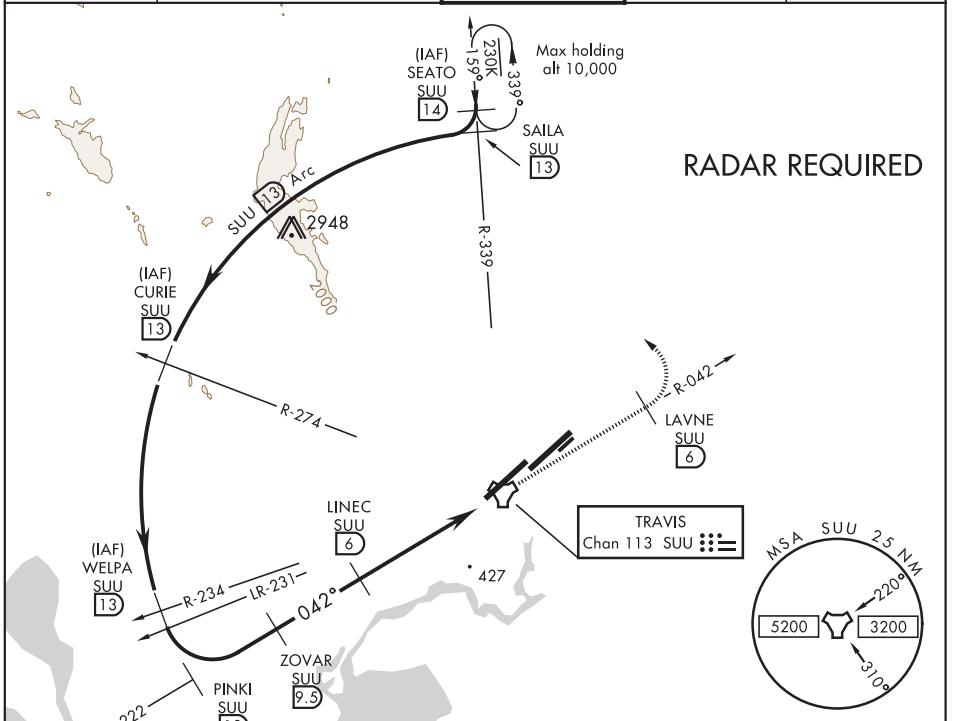 (IAF)
SEATO
SUU
14
159°
230K
339°
Max holding
alt 10,000
SAILA
SUU
13
RADAR REQUIRED
SUU 13 Arc
2948
2000
R-339
(IAF)
CURIE
SUU
13
R-274
R-042
LAVNE
SUU
6
LINEC
SUU
6
TRAVIS
Chan 113 SUU
(IAF)
WELPA
SUU
13
R-234
LR-231
042°
427
MSA SUU 25 NM
220°
5200
3200
310°
ZOVAR
SUU
9.5
PINKI
SUU
222